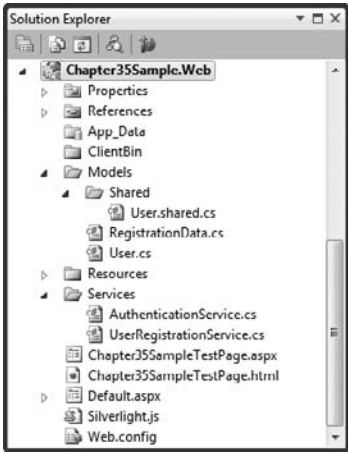 Solution Explorer
Chapter35Sample.Web
Properties
References
App_Data
ClientBin
Models
Shared
User.shared.cs
RegistrationData.cs
User.cs
Resources
Services
AuthenticationService.cs
UserRegistrationService.cs
Chapter35SampleTestPage.aspx
Chapter35SampleTestPage.html
Default.aspx
Silverlight.js
Web.config